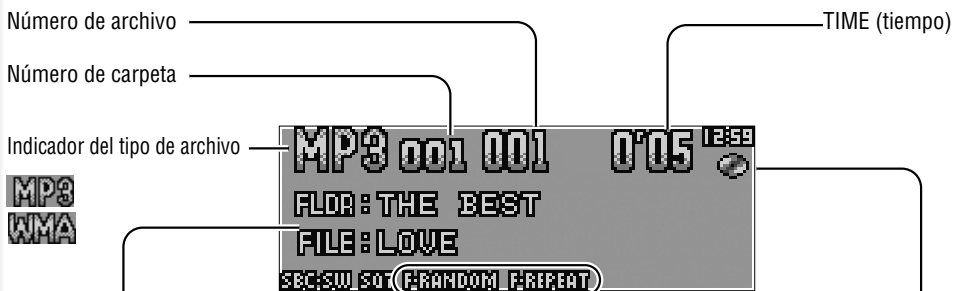 Número de archivo
TIME (tiempo)
Número de carpeta
Indicador del tipo de archivo
MP3
WMA
MP3 001 001 0'05 12:59
FLDR:THE BEST
FILE:LOVE
SBC:SW SQ7 F:RANDOM F:REPEAT